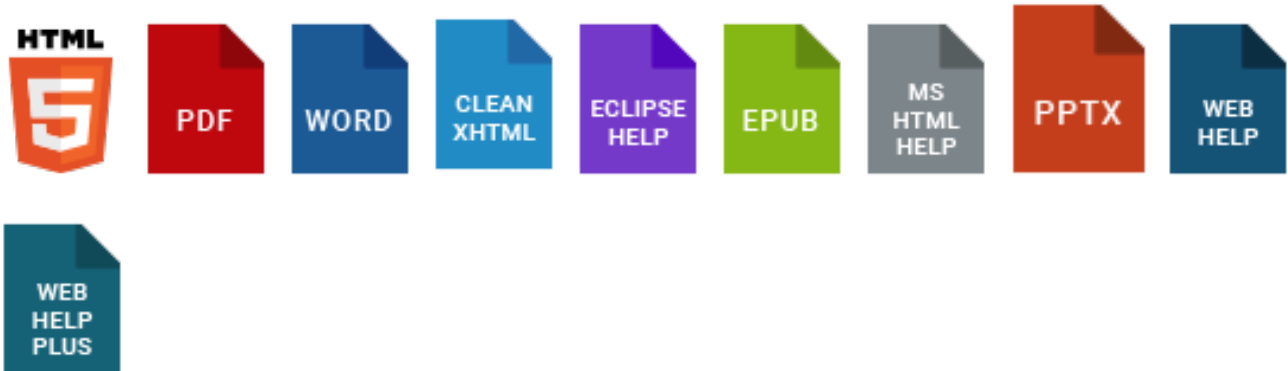 HTML
5
PDF
WORD
CLEAN
XHTML
ECLIPSE
HELP
EPUB
MS
HTML
HELP
PPTX
WEB
HELP
WEB
HELP
PLUS